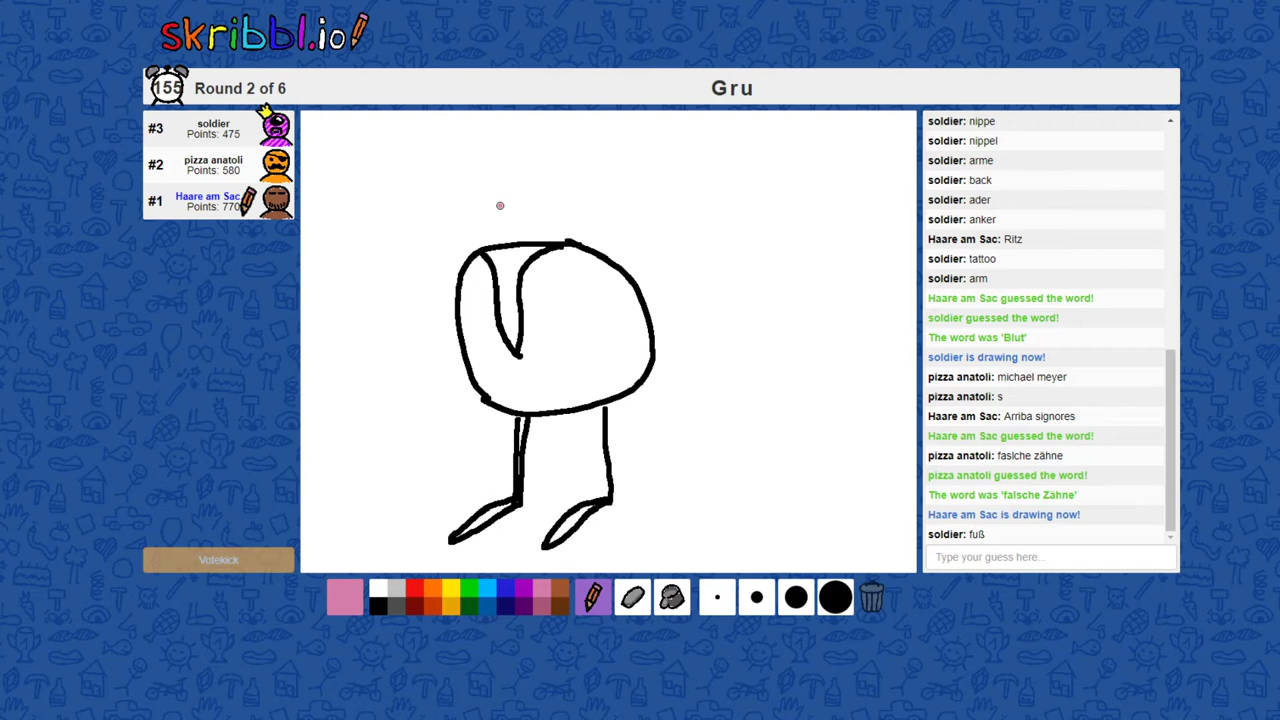 skribbl.io
155 Round 2 of 6
Gru
#3 soldier
Points: 475
#2 pizza anatoli
Points: 580
#1 Haare am Sac
Points: 770
Votekick
soldier: nippe
soldier: nippel
soldier: arme
soldier: back
soldier: ader
soldier: anker
Haare am Sac: Ritz
soldier: tattoo
soldier: arm
Haare am Sac guessed the word!
soldier guessed the word!
The word was 'Blut'
soldier is drawing now!
pizza anatoli: michael meyer
pizza anatoli: s
Haare am Sac: Arriba signores
Haare am Sac guessed the word!
pizza anatoli: faslche zähne
pizza anatoli guessed the word!
The word was 'falsche Zähne'
Haare am Sac is drawing now!
soldier: fuß
Type your guess here...